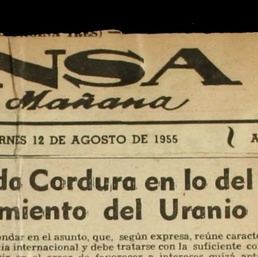 NSA
Mañana
RNES 12 DE AGOSTO DE 1955
da Cordura en lo del
miento del Uranio
ondar en el asunto, que, según expresa, reúne caract
ia internacional y debe tratarse con la suficiente co